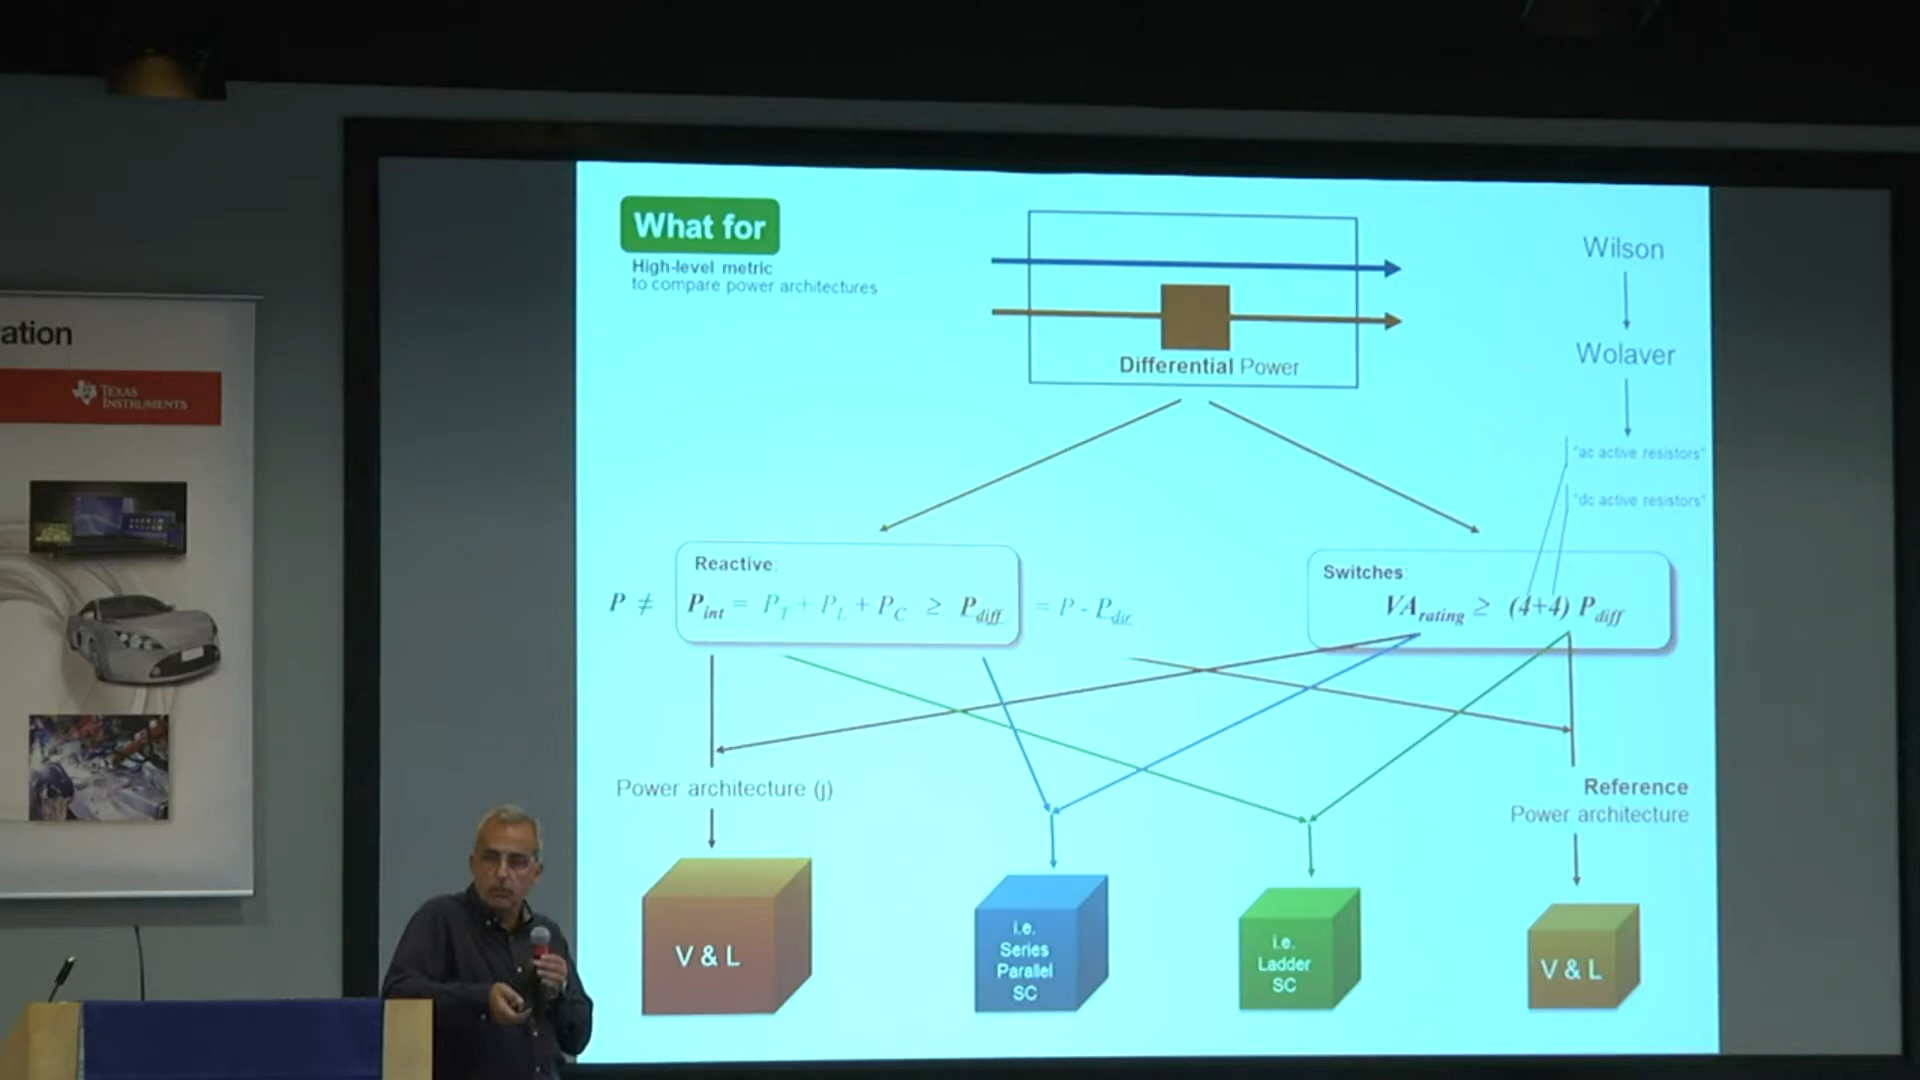 ation
TEXAS
INSTRUMENTS
What for
High-level metric
to compare power architectures
Differential Power
Wilson
Wolaver
"ac active resistors"
"dc active resistors"
Reactive:
P ≠ P_int = P_T + P_L + P_C ≥ P_diff = P - P_dir
Switches:
VA_rating ≥ (4+4) P_diff
Power architecture (j)
Reference
Power architecture
V & L
i.e.
Series
Parallel
SC
i.e.
Ladder
SC
V & L